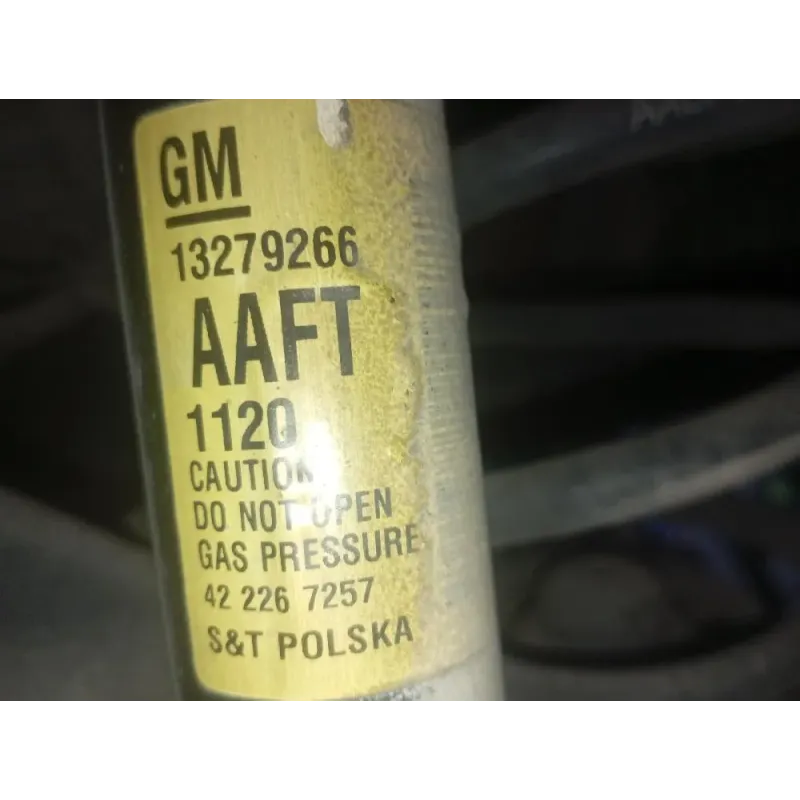 GM
13279266
AAFT
1120
CAUTION
DO NOT OPEN
GAS PRESSURE
42 226 7257
S&T POLSKA